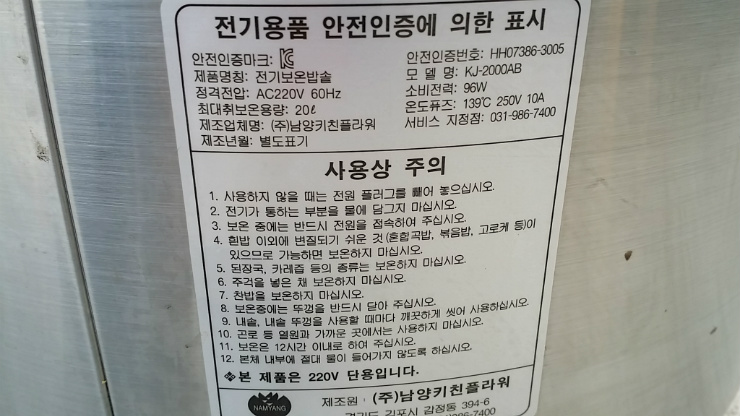 전기용품 안전인증에 의한 표시
안전인증마크:
안전인증번호: HH07386-3005
제품명칭: 전기보온밥솥
모 델 명: KJ-2000AB
정격전압: AC220V 60Hz
소비전력: 96W
최대취보온용량: 20ℓ
온도퓨즈: 139℃ 250V 10A
제조업체명: (주)남양키친플라워
서비스 지정점: 031-986-7400
제조년월: 별도표기
사용상 주의
1. 사용하지 않을 때는 전원 플러그를 빼어 놓으십시오.
2. 전기가 통하는 부분을 물에 담그지 마십시오.
3. 보온 중에는 반드시 전원을 접속하여 주십시오.
4. 흰밥 이외에 변질되기 쉬운 것(혼합곡밥, 볶음밥, 고로케 등)이
있으므로 가능하면 보온하지 마십시오.
5. 된장국, 카레즙 등의 종류는 보온하지 마십시오.
6. 주걱을 넣은 채 보온하지 마십시오.
7. 찬밥을 보온하지 마십시오.
8. 보온중에는 뚜껑을 반드시 닫아 주십시오.
9. 내솥, 내솥 뚜껑을 사용할 때마다 깨끗하게 씻어 사용하십시오.
10. 곤로 등 열원과 가까운 곳에서는 사용하지 마십시오.
11. 보온은 12시간 이내로 하여 주십시오.
12. 본체 내부에 절대 물이 들어가지 않도록 하십시오.
※본 제품은 220V 단용입니다.
NAMYANG
제조원 : (주)남양키친플라워
경기도 김포시 감정동 394-6